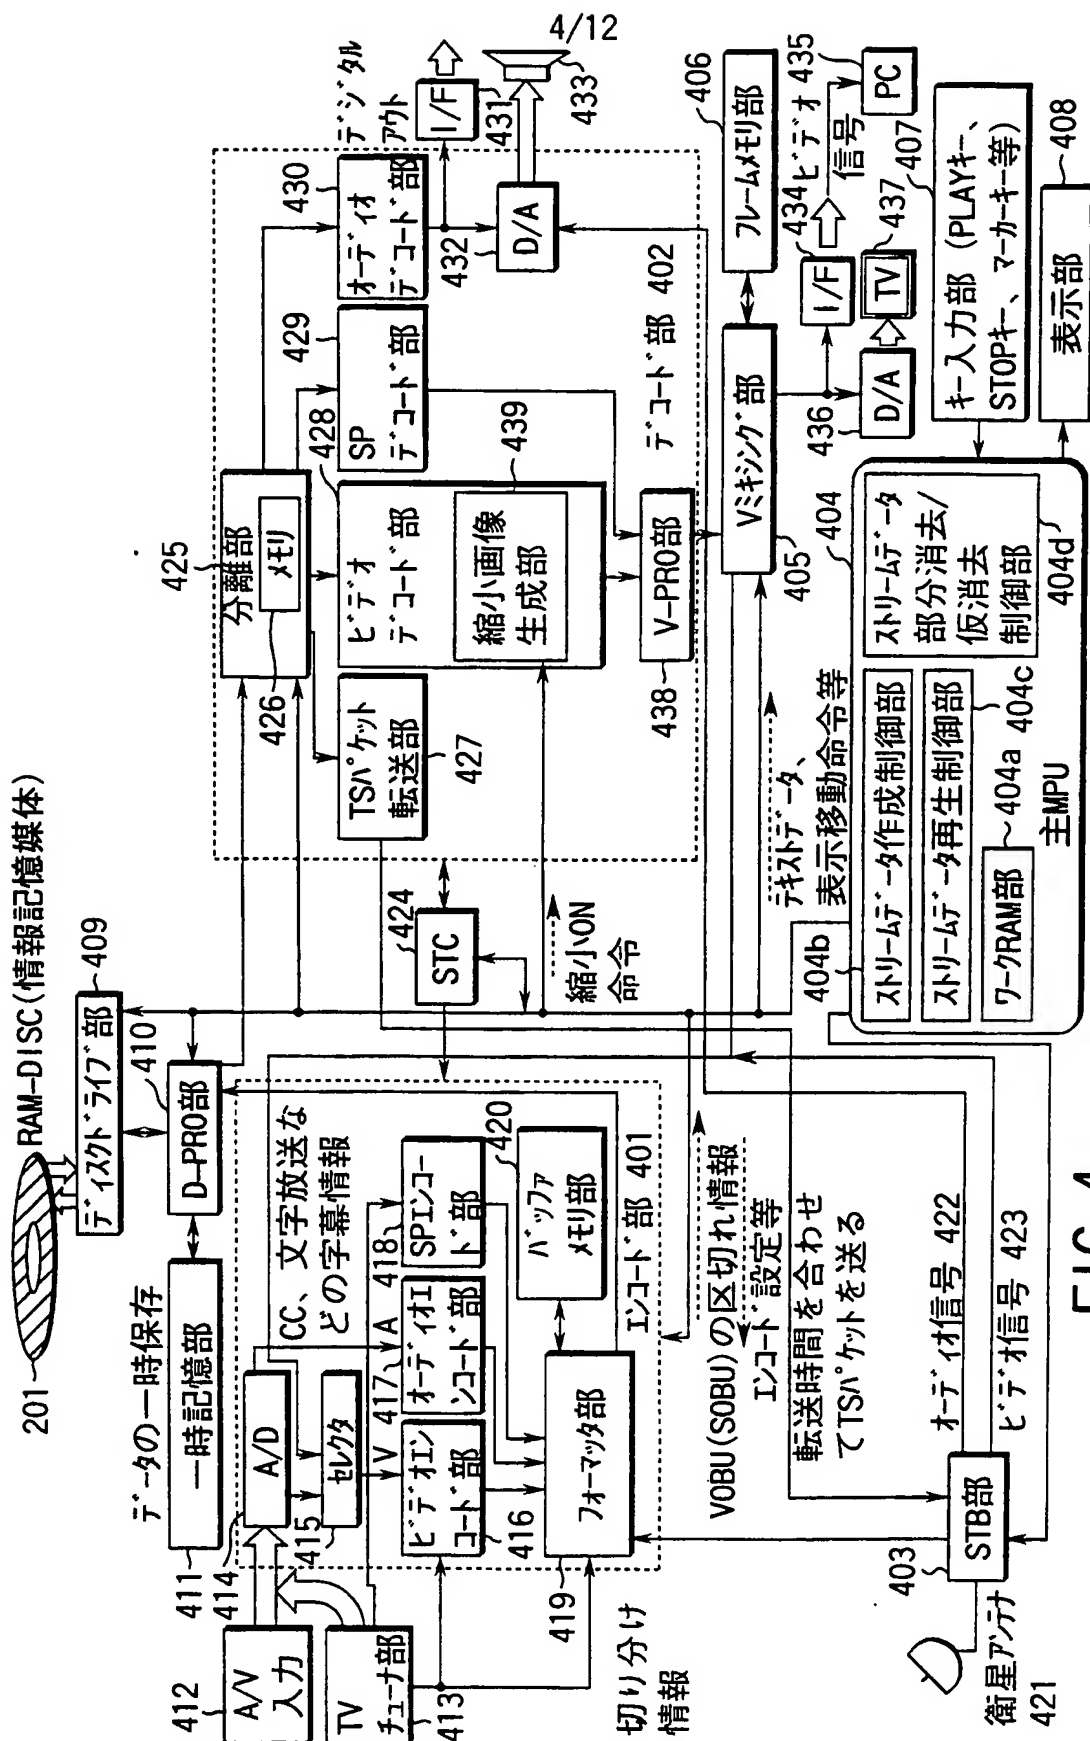 4/12
201
RAM-DISC(情報記憶媒体)
ディスクドライブ部
409
410
D-PRO部
データの一時保存
一時記憶部
411
412
A/V
入力
TV
チューナ部
413
414
A/D
415
セレクタ
CC、文字放送な
どの字幕情報
V
A
ビデオエン
コード部
416
417
オーディオエ
ンコード部
418
SPエンコー
ド部
フォーマッタ部
419
バッファ
メモリ部
420
エンコード部 401
切り分け
情報
STC
424
縮小ON
命令
425
分離部
メモリ
426
TSパケット
転送部
427
ビデオ
デコード部
428
縮小画像
生成部
439
SP
デコード部
429
オーディオ
デコード部
430
デジタル
アウト
I/F
431
D/A
432
433
V-PRO部
438
デコード部 402
Vミキシング部
405
フレームメモリ部
406
I/F
434
ビデオ
信号
435
PC
D/A
436
TV
437
407
キー入力部 (PLAYキー、
STOPキー、マーカーキー等)
表示部
408
テキストデータ、
表示移動命令等
404
404b
ストリームデータ作成制御部
ストリームデータ再生制御部
404c
ワークRAM部
404a
ストリームデータ
部分消去/
仮消去
制御部
404d
主MPU
VOBU(SOBU)の区切れ情報
エンコード設定等
転送時間を合わせ
てTSパケットを送る
オーディオ信号 422
ビデオ信号 423
STB部
403
衛星アンテナ
421
FIG. 4